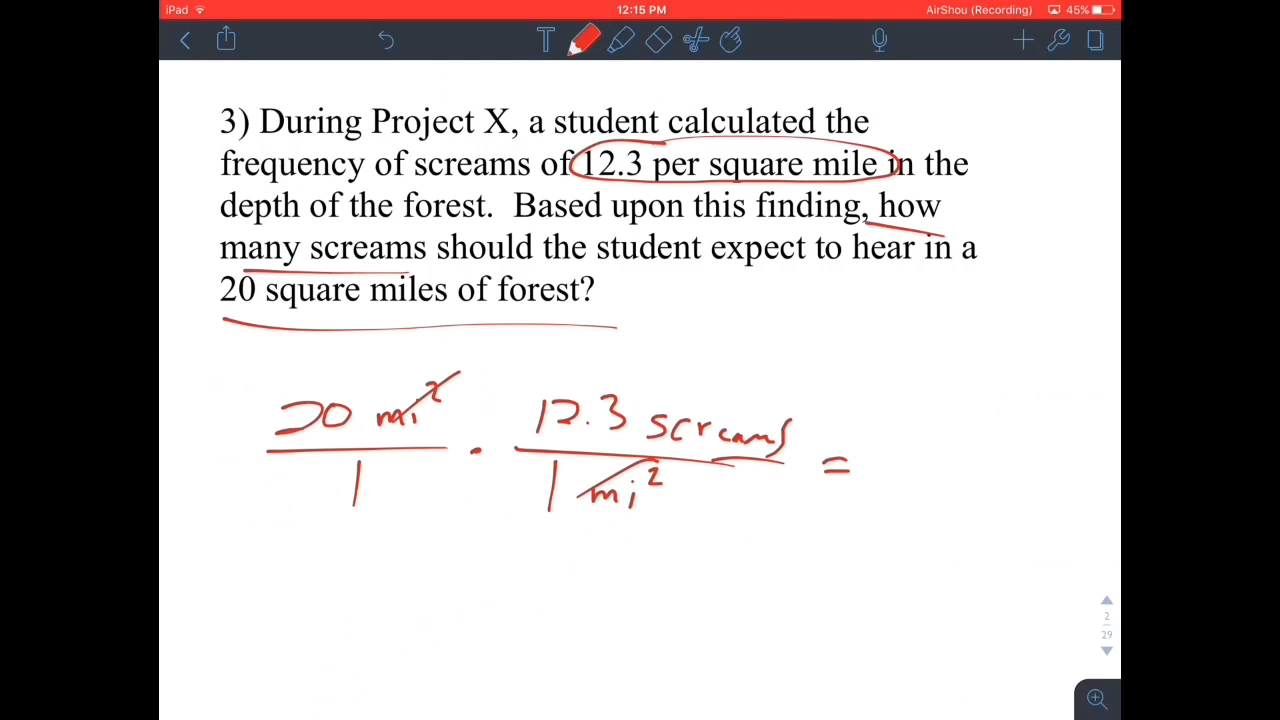 iPad 12:15 PM AirShou (Recording) 45%
T
3) During Project X, a student calculated the
frequency of screams of 12.3 per square mile in the
depth of the forest. Based upon this finding, how
many screams should the student expect to hear in a
20 square miles of forest?
20 mi² · 12.3 screams =
1 1 mi²
2
29